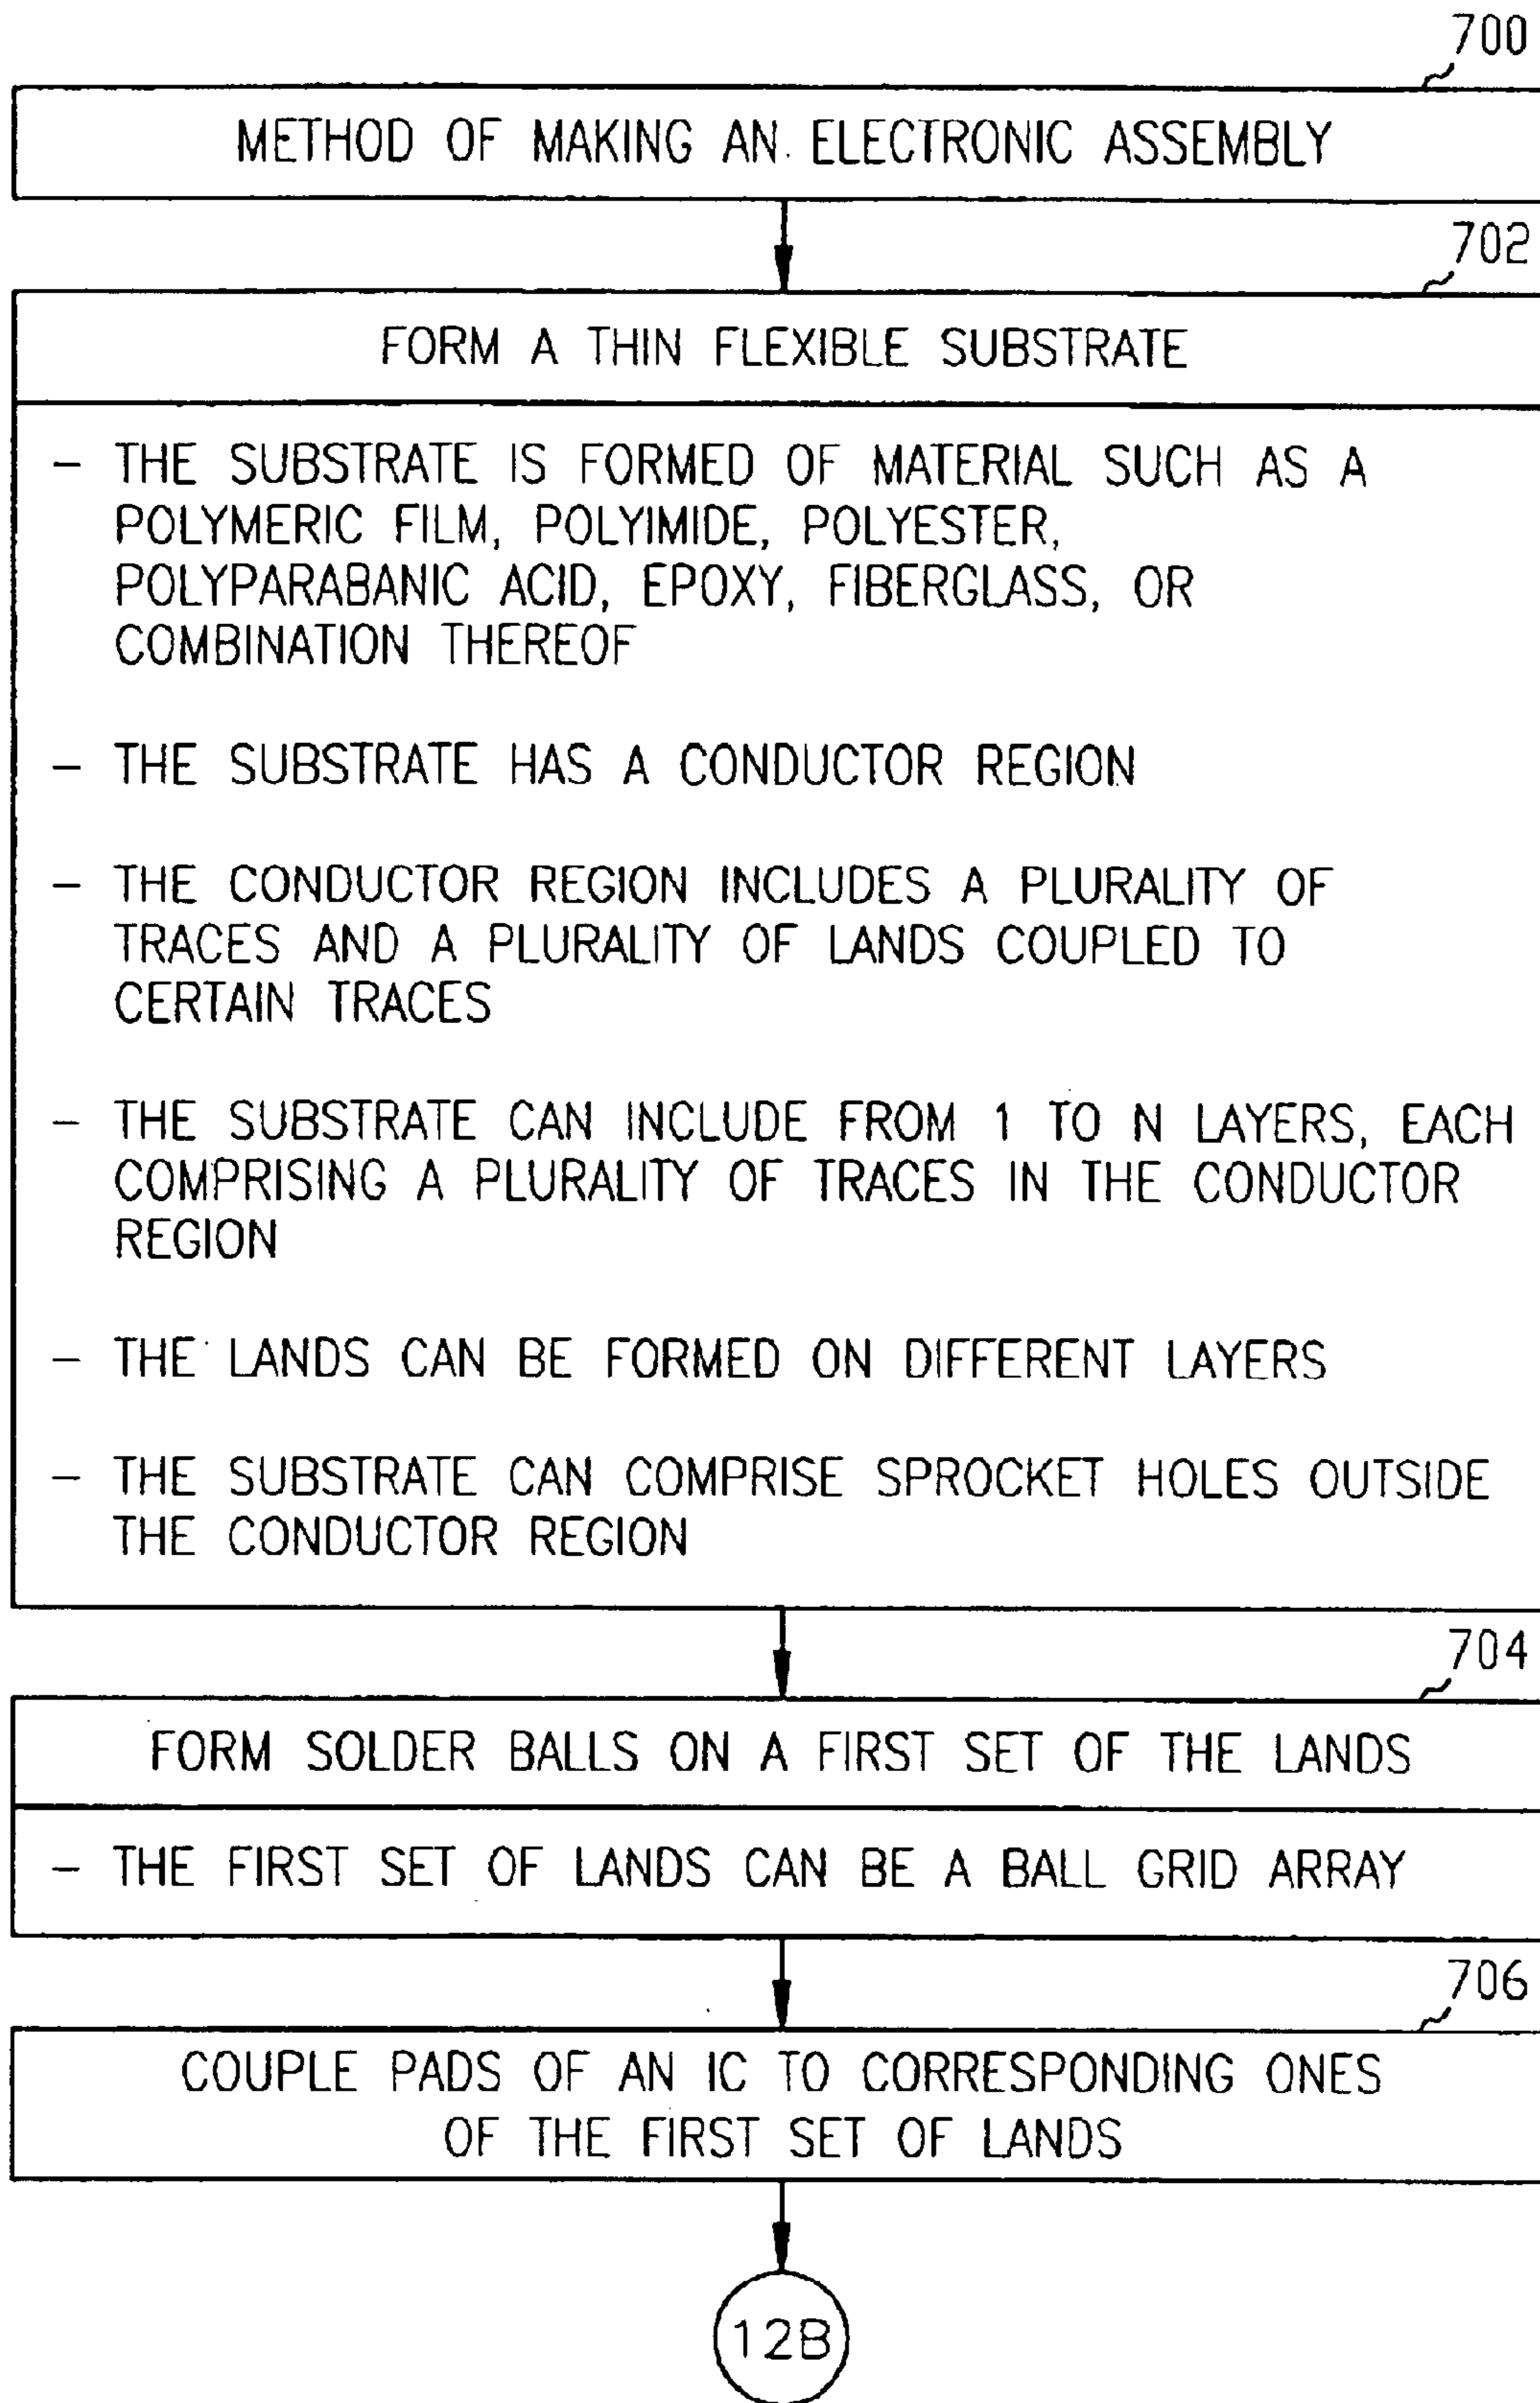 700
METHOD OF MAKING AN ELECTRONIC ASSEMBLY
702
FORM A THIN FLEXIBLE SUBSTRATE
- THE SUBSTRATE IS FORMED OF MATERIAL SUCH AS A
POLYMERIC FILM, POLYIMIDE, POLYESTER,
POLYPARABANIC ACID, EPOXY, FIBERGLASS, OR
COMBINATION THEREOF
- THE SUBSTRATE HAS A CONDUCTOR REGION
- THE CONDUCTOR REGION INCLUDES A PLURALITY OF
TRACES AND A PLURALITY OF LANDS COUPLED TO
CERTAIN TRACES
- THE SUBSTRATE CAN INCLUDE FROM 1 TO N LAYERS, EACH
COMPRISING A PLURALITY OF TRACES IN THE CONDUCTOR
REGION
- THE LANDS CAN BE FORMED ON DIFFERENT LAYERS
- THE SUBSTRATE CAN COMPRISE SPROCKET HOLES OUTSIDE
THE CONDUCTOR REGION
704
FORM SOLDER BALLS ON A FIRST SET OF THE LANDS
- THE FIRST SET OF LANDS CAN BE A BALL GRID ARRAY
706
COUPLE PADS OF AN IC TO CORRESPONDING ONES
OF THE FIRST SET OF LANDS
12B